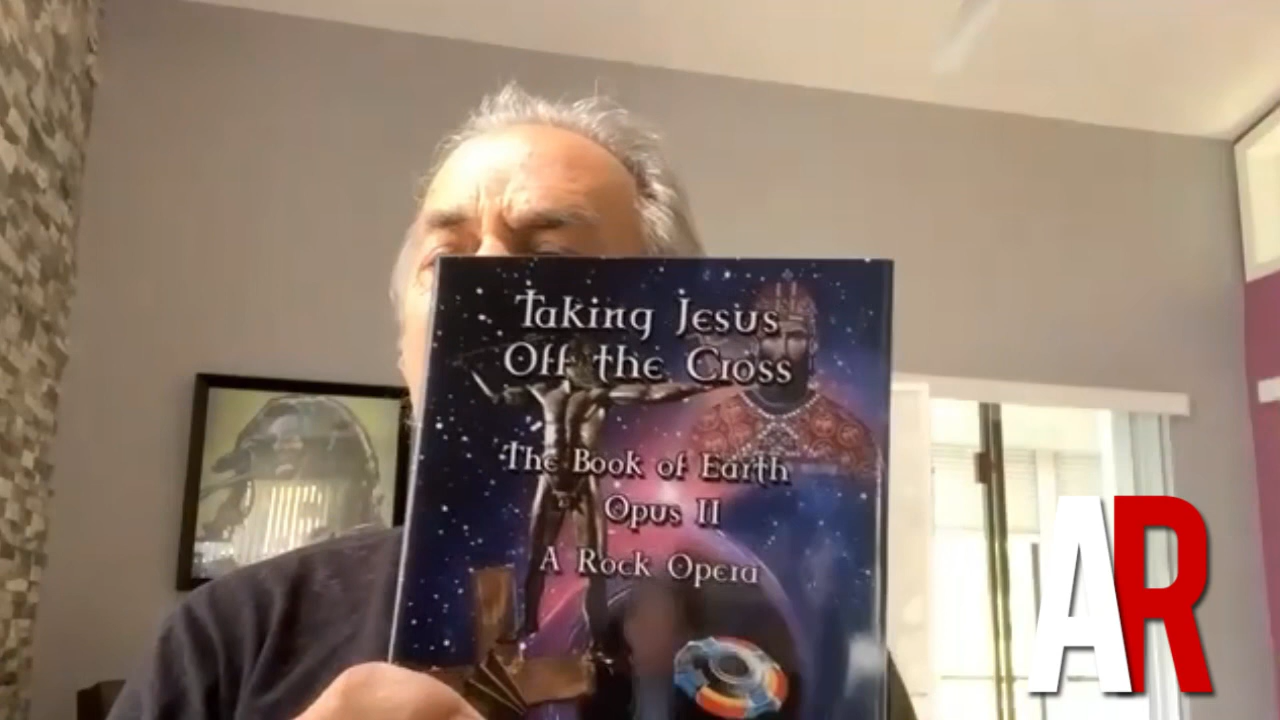 Taking Jesus
Off the Cross
The Book of Earth
Opus II
A Rock Opera
AR